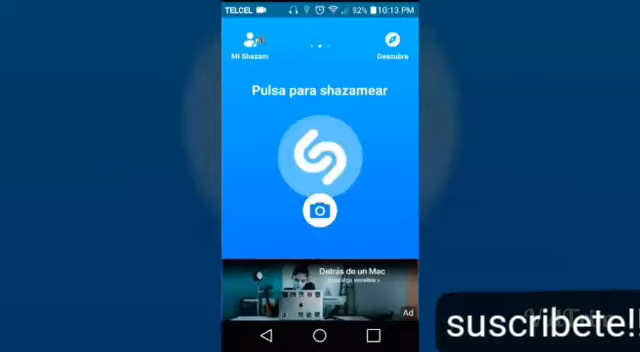 TELCEL 92% 10:13 PM
Mi Shazam Descubre
Pulsa para shazamear
Detrás de un Mac
Ad
suscribete!!